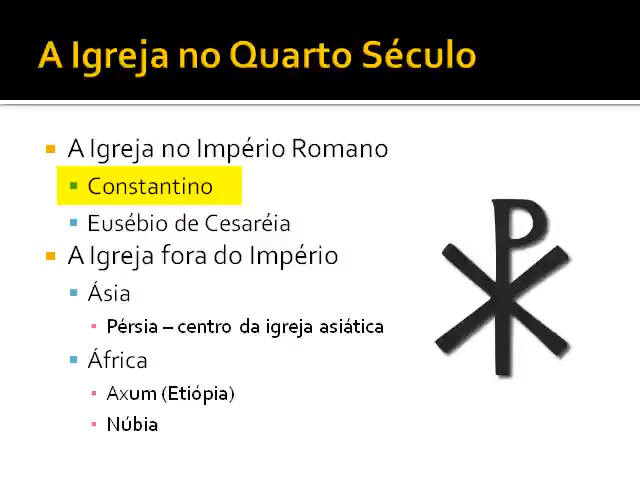 A Igreja no Quarto Século
A Igreja no Império Romano
Constantino
Eusébio de Cesaréia
A Igreja fora do Império
Ásia
Pérsia – centro da igreja asiática
África
Axum (Etiópia)
Núbia